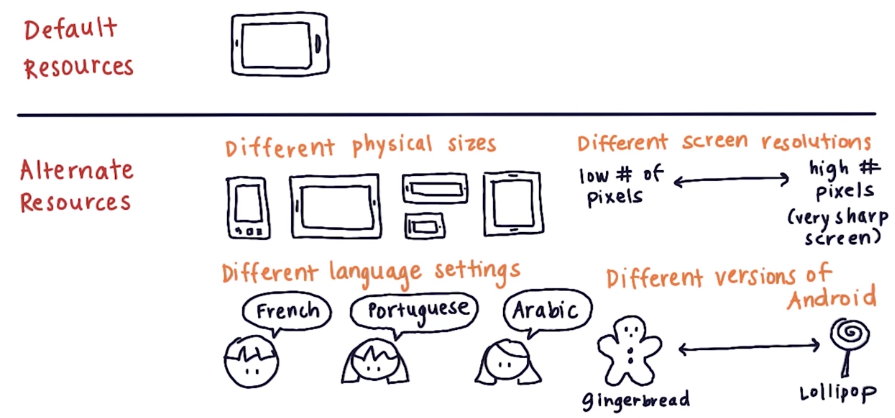 Default
Resources
Alternate
Resources
Different physical sizes
Different screen resolutions
low # of
pixels
high #
pixels
(very sharp
screen)
Different language settings
French
Portuguese
Arabic
Different versions of
Android
gingerbread
Lollipop